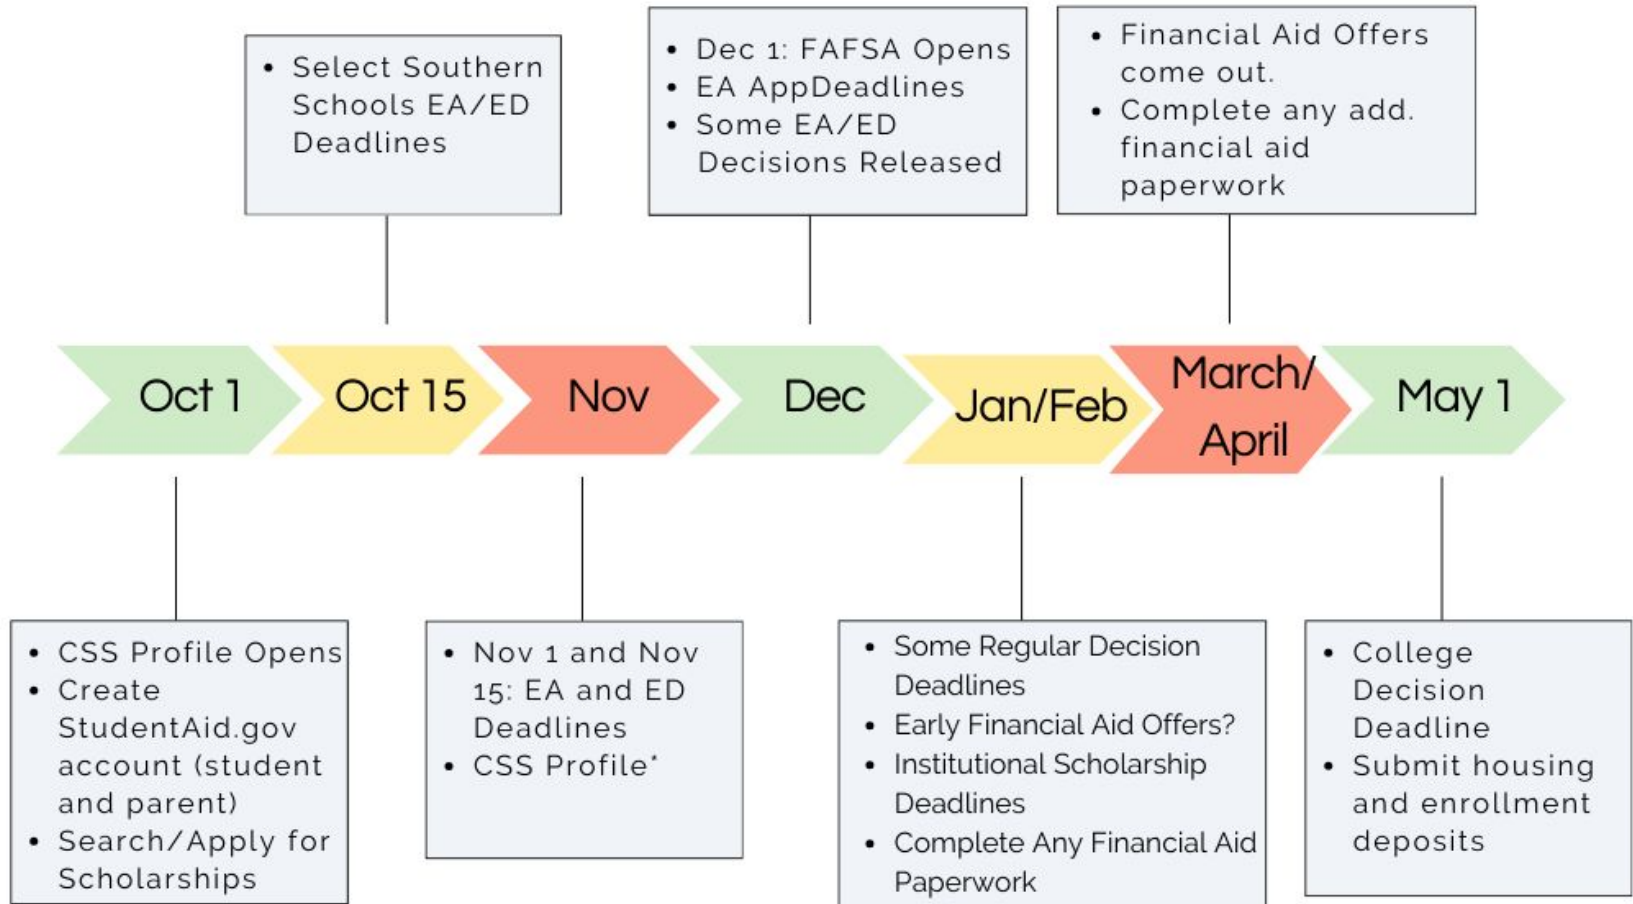 • Select Southern
Schools EA/ED
Deadlines
• Dec 1: FAFSA Opens
• EA AppDeadlines
• Some EA/ED
Decisions Released
• Financial Aid Offers
come out.
• Complete any add.
financial aid
paperwork
Oct 1
Oct 15
Nov
Dec
Jan/Feb
March/
April
May 1
• CSS Profile Opens
• Create
StudentAid.gov
account (student
and parent)
• Search/Apply for
Scholarships
• Nov 1 and Nov
15: EA and ED
Deadlines
• CSS Profile*
• Some Regular Decision
Deadlines
• Early Financial Aid Offers?
• Institutional Scholarship
Deadlines
• Complete Any Financial Aid
Paperwork
• College
Decision
Deadline
• Submit housing
and enrollment
deposits